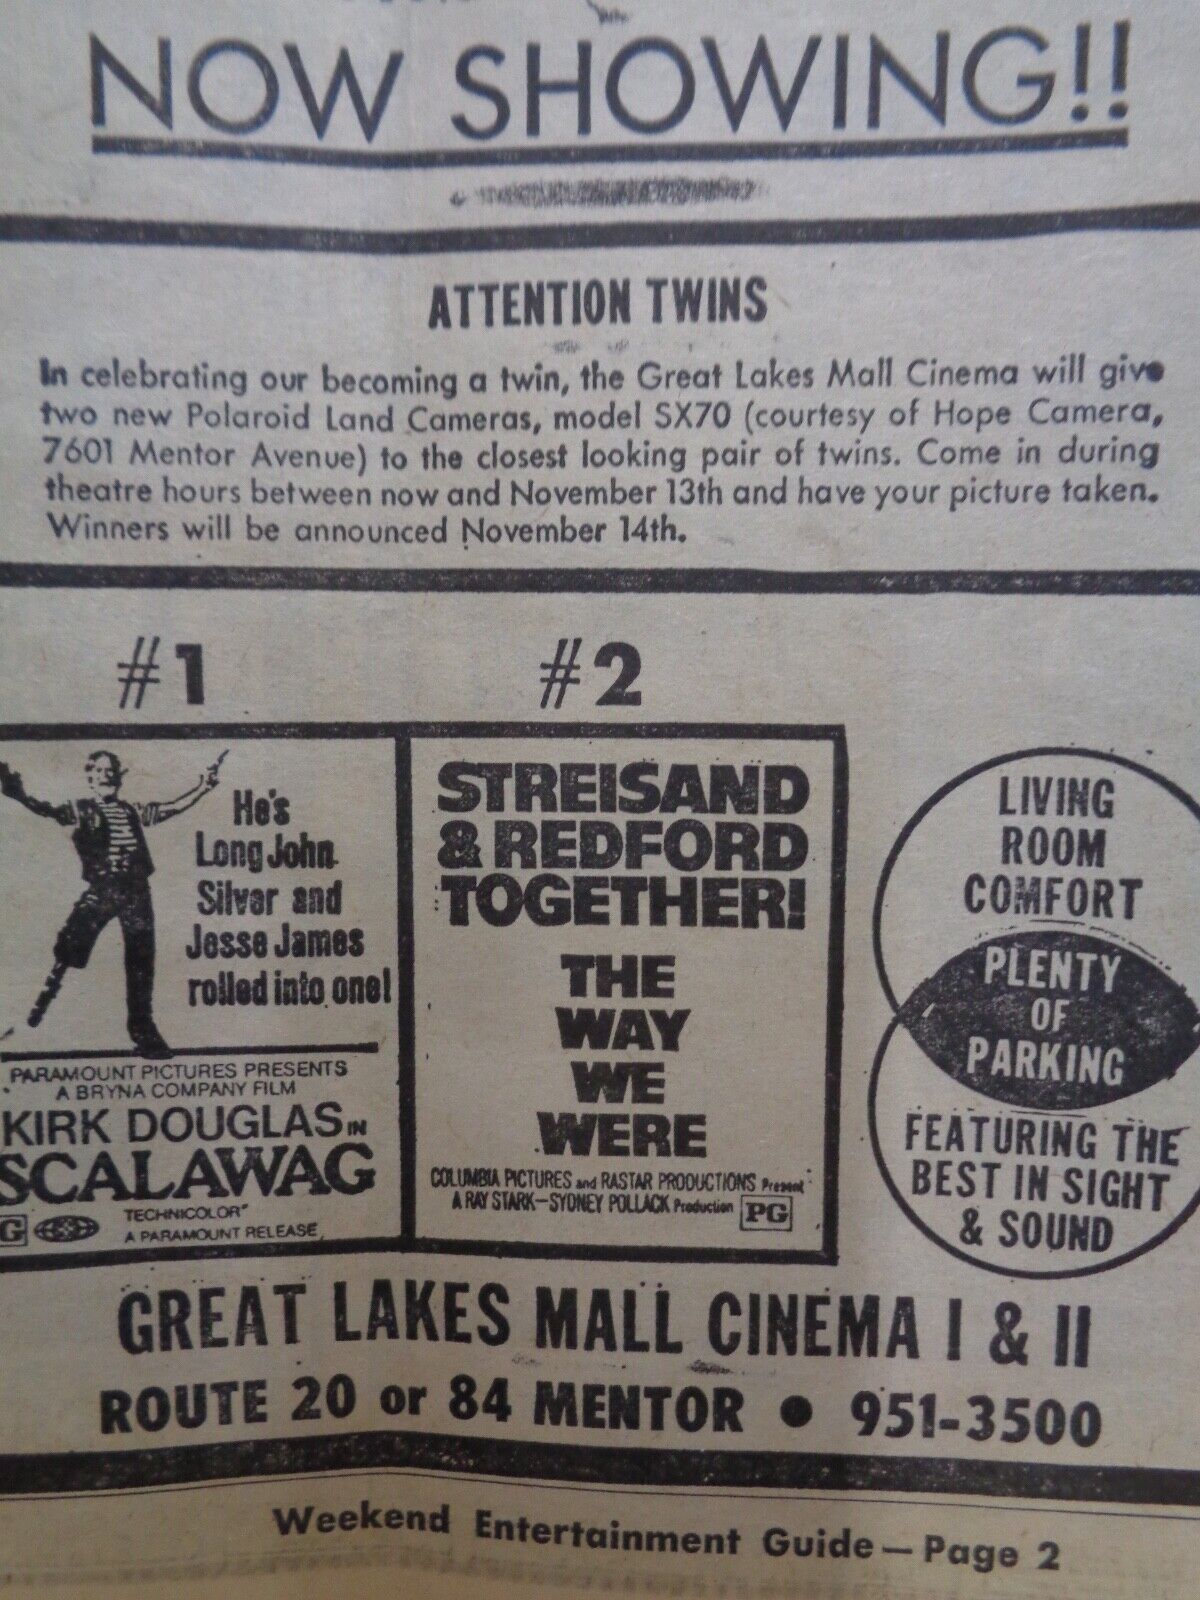 NOW SHOWING!!
ATTENTION TWINS
In celebrating our becoming a twin, the Great Lakes Mall Cinema will give
two new Polaroid Land Cameras, model SX70 (courtesy of Hope Camera,
7601 Mentor Avenue) to the closest looking pair of twins. Come in during
theatre hours between now and November 13th and have your picture taken.
Winners will be announced November 14th.
#1
He's
Long John
Silver and
Jesse James
rolled into one!
PARAMOUNT PICTURES PRESENTS
A BRYNA COMPANY FILM
KIRK DOUGLAS IN
SCALAWAG
TECHNICOLOR®
G
A PARAMOUNT RELEASE
#2
STREISAND
& REDFORD
TOGETHER!
THE
WAY
WE
WERE
COLUMBIA PICTURES and RASTAR PRODUCTIONS Present
A RAY STARK—SYDNEY POLLACK Production PG
LIVING
ROOM
COMFORT
PLENTY
OF
PARKING
FEATURING THE
BEST IN SIGHT
& SOUND
GREAT LAKES MALL CINEMA I & II
ROUTE 20 or 84 MENTOR • 951-3500
Weekend Entertainment Guide—Page 2